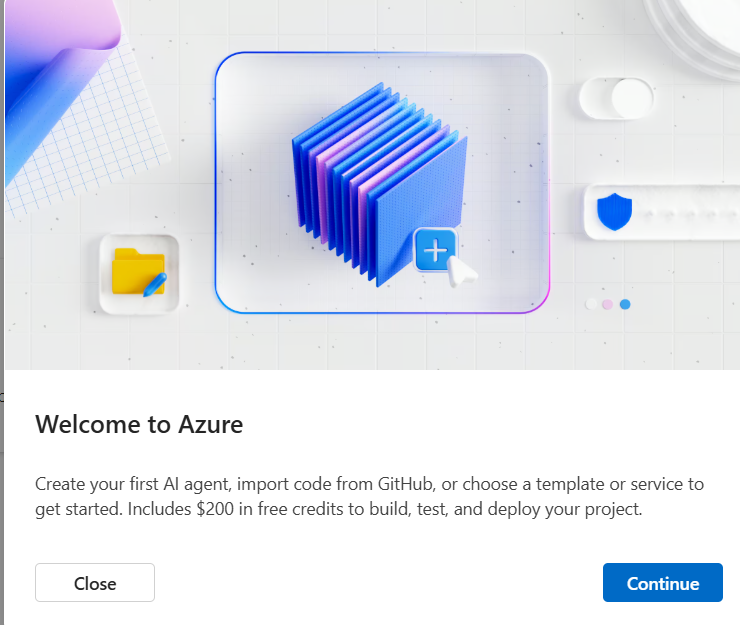 Welcome to Azure
Create your first AI agent, import code from GitHub, or choose a template or service to
get started. Includes $200 in free credits to build, test, and deploy your project.
Close
Continue